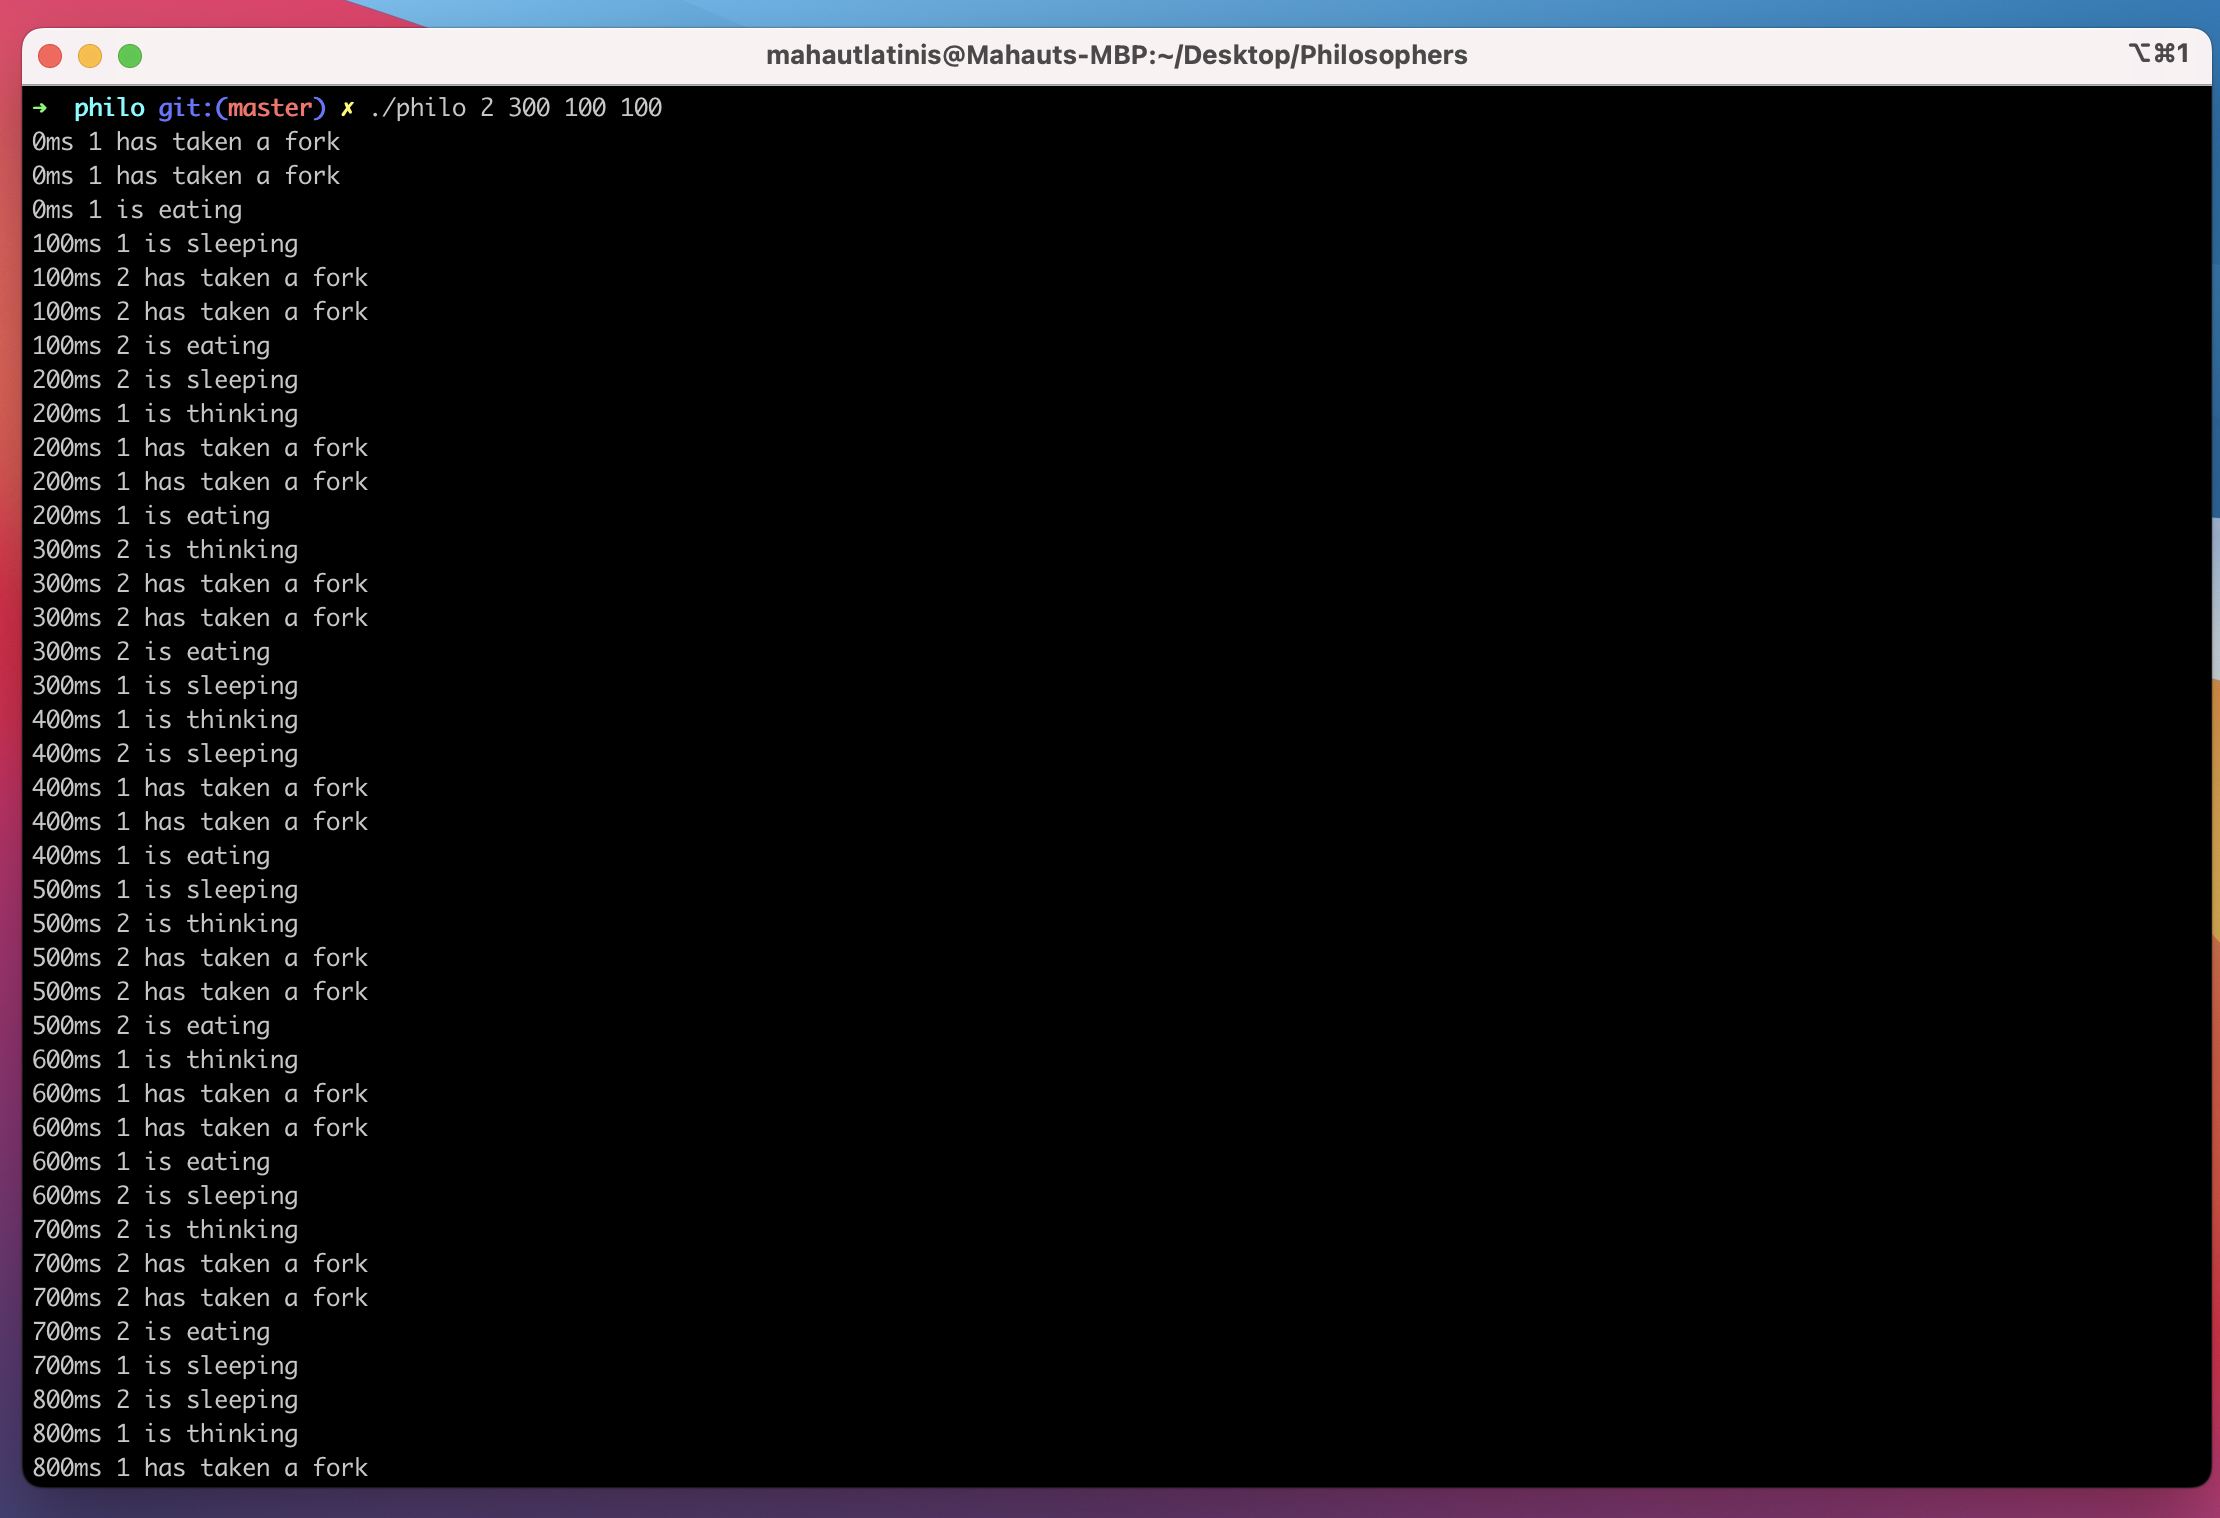 mahautlatinis@Mahauts-MBP:~/Desktop/Philosophers ⌥⌘1
➜  philo git:(master) ✗ ./philo 2 300 100 100
0ms 1 has taken a fork
0ms 1 has taken a fork
0ms 1 is eating
100ms 1 is sleeping
100ms 2 has taken a fork
100ms 2 has taken a fork
100ms 2 is eating
200ms 2 is sleeping
200ms 1 is thinking
200ms 1 has taken a fork
200ms 1 has taken a fork
200ms 1 is eating
300ms 2 is thinking
300ms 2 has taken a fork
300ms 2 has taken a fork
300ms 2 is eating
300ms 1 is sleeping
400ms 1 is thinking
400ms 2 is sleeping
400ms 1 has taken a fork
400ms 1 has taken a fork
400ms 1 is eating
500ms 1 is sleeping
500ms 2 is thinking
500ms 2 has taken a fork
500ms 2 has taken a fork
500ms 2 is eating
600ms 1 is thinking
600ms 1 has taken a fork
600ms 1 has taken a fork
600ms 1 is eating
600ms 2 is sleeping
700ms 2 is thinking
700ms 2 has taken a fork
700ms 2 has taken a fork
700ms 2 is eating
700ms 1 is sleeping
800ms 2 is sleeping
800ms 1 is thinking
800ms 1 has taken a fork